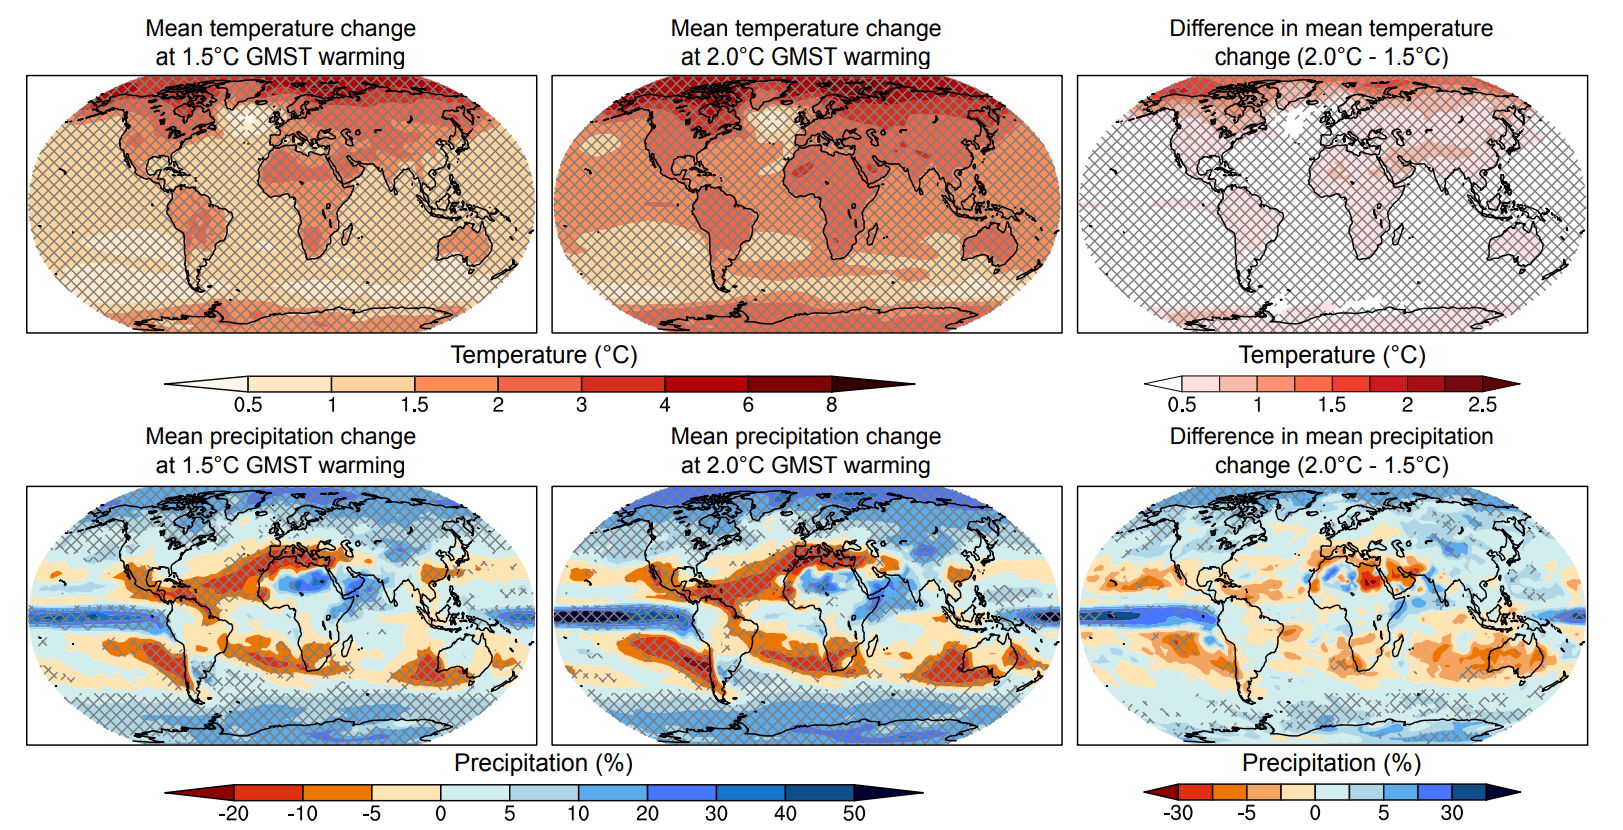 Mean temperature change
at 1.5°C GMST warming
Mean temperature change
at 2.0°C GMST warming
Difference in mean temperature
change (2.0°C - 1.5°C)
Temperature (°C)
0.5 1 1.5 2 3 4 6 8
Temperature (°C)
0.5 1 1.5 2 2.5
Mean precipitation change
at 1.5°C GMST warming
Mean precipitation change
at 2.0°C GMST warming
Difference in mean precipitation
change (2.0°C - 1.5°C)
Precipitation (%)
-20 -10 -5 0 5 10 20 30 40 50
Precipitation (%)
-30 -5 0 5 30